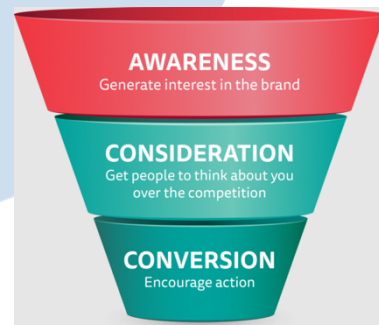 AWARENESS
Generate interest in the brand
CONSIDERATION
Get people to think about you
over the competition
CONVERSION
Encourage action